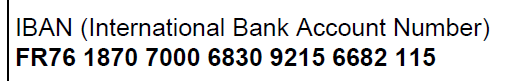 IBAN (International Bank Account Number)
FR76 1870 7000 6830 9215 6682 115